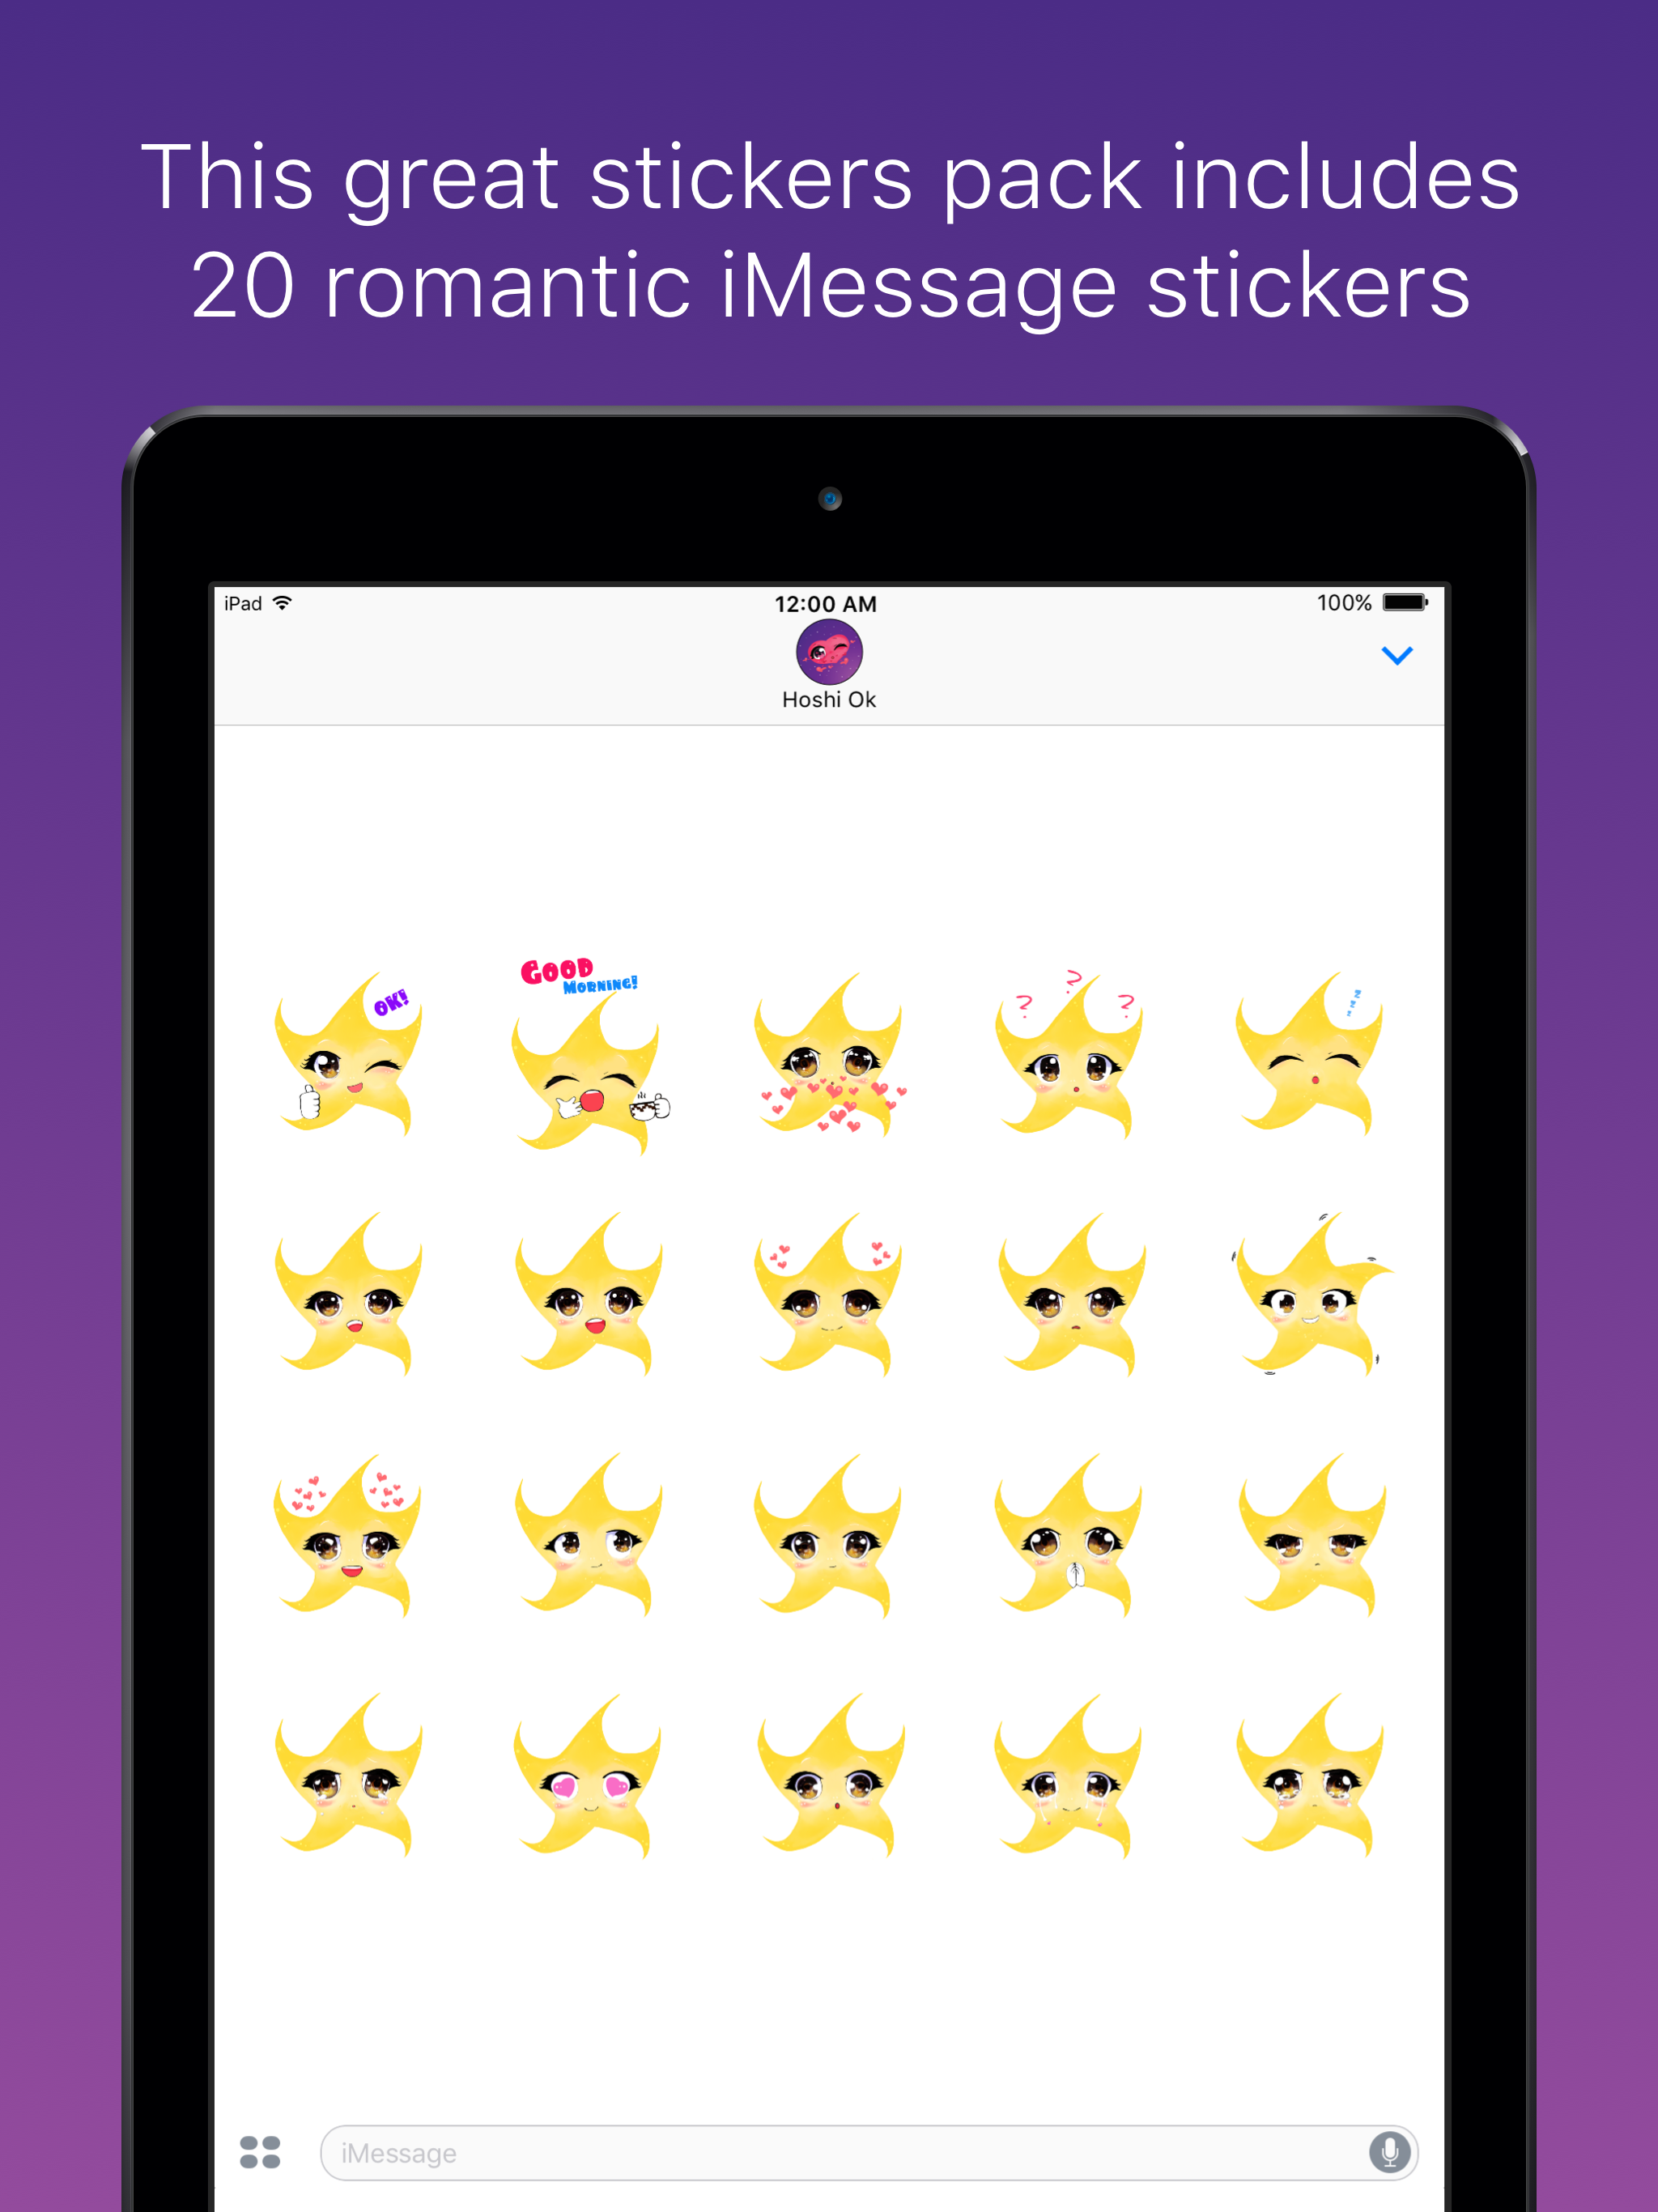 This great stickers pack includes
20 romantic iMessage stickers
iPad 12:00 AM 100%
Hoshi Ok
OK!
GOOD
MORNING!
? ? ?
zzz
iMessage